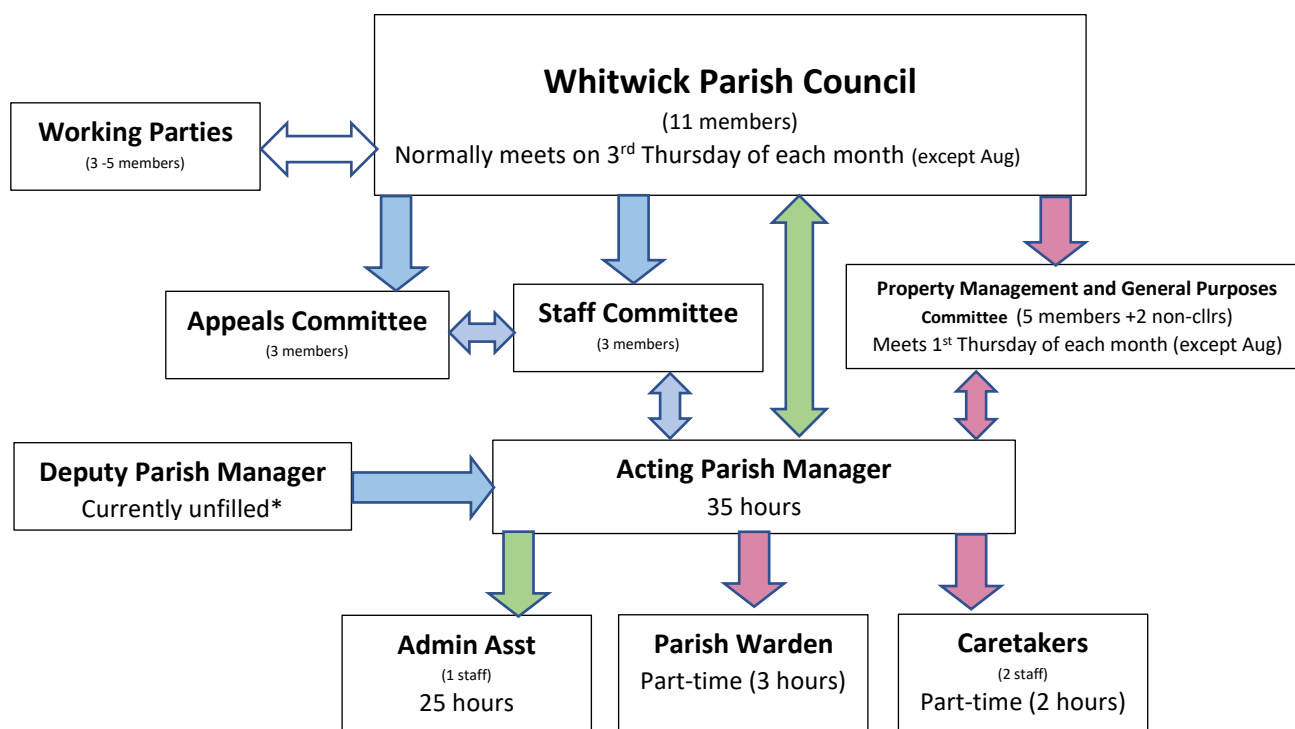 Whitwick Parish Council
(11 members)
Normally meets on 3rd Thursday of each month (except Aug)
Working Parties
(3 -5 members)
Appeals Committee
(3 members)
Staff Committee
(3 members)
Property Management and General Purposes
Committee (5 members +2 non-cllrs)
Meets 1st Thursday of each month (except Aug)
Deputy Parish Manager
Currently unfilled*
Acting Parish Manager
35 hours
Admin Asst
(1 staff)
25 hours
Parish Warden
Part-time (3 hours)
Caretakers
(2 staff)
Part-time (2 hours)